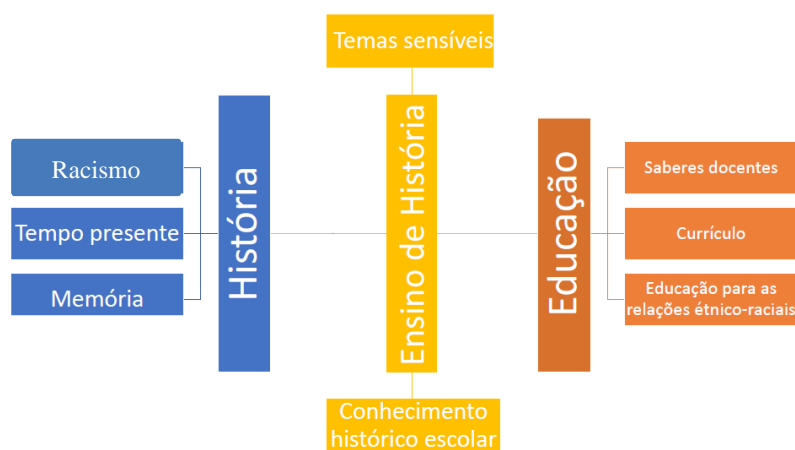 Temas sensíveis
Racismo
Tempo presente
Memória
História
Ensino de História
Educação
Saberes docentes
Currículo
Educação para as
relações étnico-raciais
Conhecimento
histórico escolar